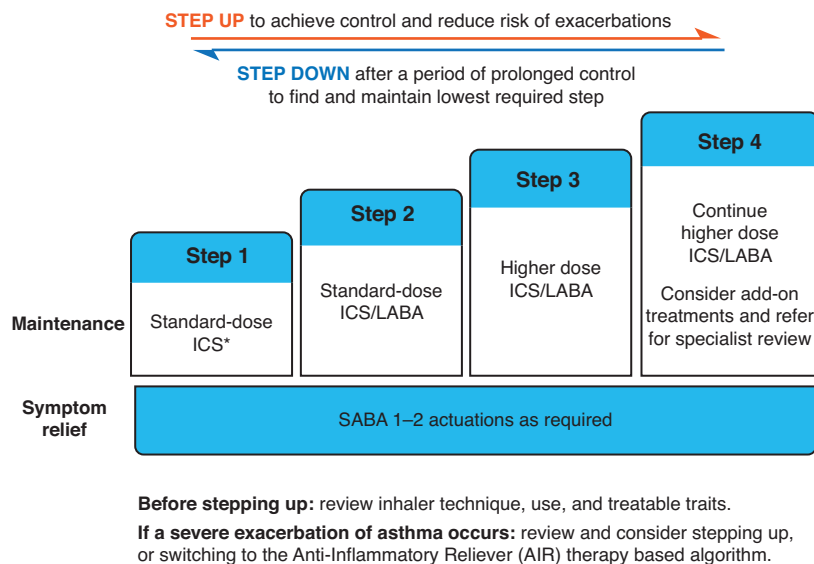 STEP UP to achieve control and reduce risk of exacerbations
STEP DOWN after a period of prolonged control
to find and maintain lowest required step
Step 1
Step 2
Step 3
Step 4
Maintenance
Standard-dose
ICS*
Standard-dose
ICS/LABA
Higher dose
ICS/LABA
Continue
higher dose
ICS/LABA
Consider add-on
treatments and refer
for specialist review
Symptom
relief
SABA 1–2 actuations as required
Before stepping up: review inhaler technique, use, and treatable traits.
If a severe exacerbation of asthma occurs: review and consider stepping up,
or switching to the Anti-Inflammatory Reliever (AIR) therapy based algorithm.